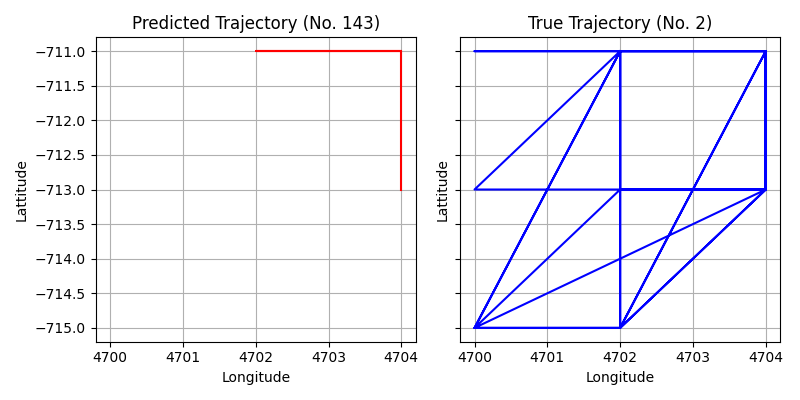 Predicted Trajectory (No. 143)
True Trajectory (No. 2)
−711.0
−711.5
−712.0
−712.5
−713.0
−713.5
−714.0
−714.5
−715.0
Lattitude
Lattitude
4700 4701 4702 4703 4704
4700 4701 4702 4703 4704
Longitude
Longitude